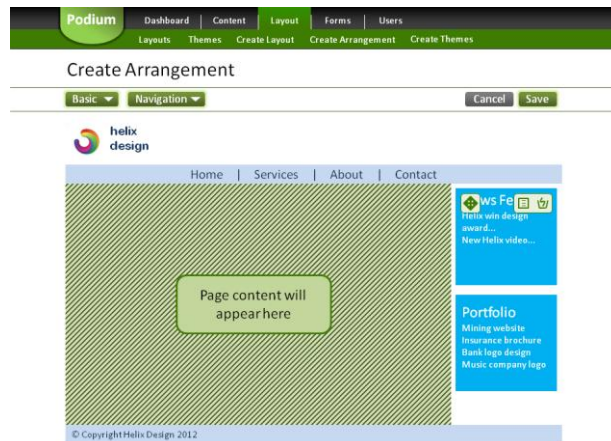 Podium
Dashboard | Content | Layout | Forms | Users
Layouts Themes Create Layout Create Arrangement Create Themes
Create Arrangement
Basic Navigation Cancel Save
helix
design
Home | Services | About | Contact
ws Fe
Helix win design
award...
New Helix video...
Page content will
appear here
Portfolio
Mining website
Insurance brochure
Bank logo design
Music company logo
© Copyright Helix Design 2012